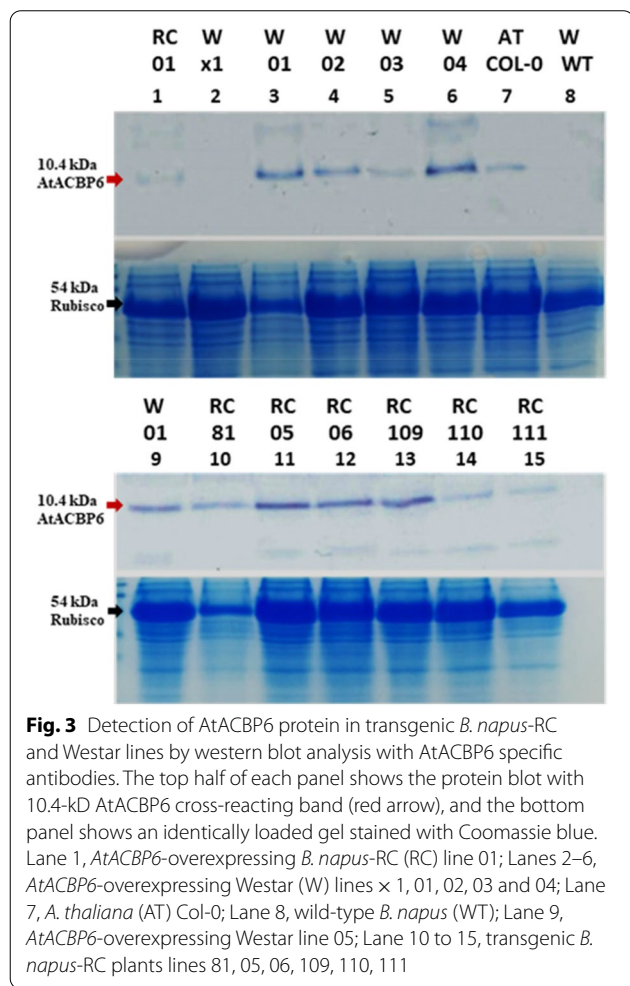 RC W W W W W AT W
01 x1 01 02 03 04 COL-0 WT
1 2 3 4 5 6 7 8
10.4 kDa
AtACBP6
54 kDa
Rubisco
W RC RC RC RC RC RC
01 81 05 06 109 110 111
9 10 11 12 13 14 15
10.4 kDa
AtACBP6
54 kDa
Rubisco
Fig. 3 Detection of AtACBP6 protein in transgenic B. napus-RC
and Westar lines by western blot analysis with AtACBP6 specific
antibodies. The top half of each panel shows the protein blot with
10.4-kD AtACBP6 cross-reacting band (red arrow), and the bottom
panel shows an identically loaded gel stained with Coomassie blue.
Lane 1, AtACBP6-overexpressing B. napus-RC (RC) line 01; Lanes 2–6,
AtACBP6-overexpressing Westar (W) lines × 1, 01, 02, 03 and 04; Lane
7, A. thaliana (AT) Col-0; Lane 8, wild-type B. napus (WT); Lane 9,
AtACBP6-overexpressing Westar line 05; Lane 10 to 15, transgenic B.
napus-RC plants lines 81, 05, 06, 109, 110, 111